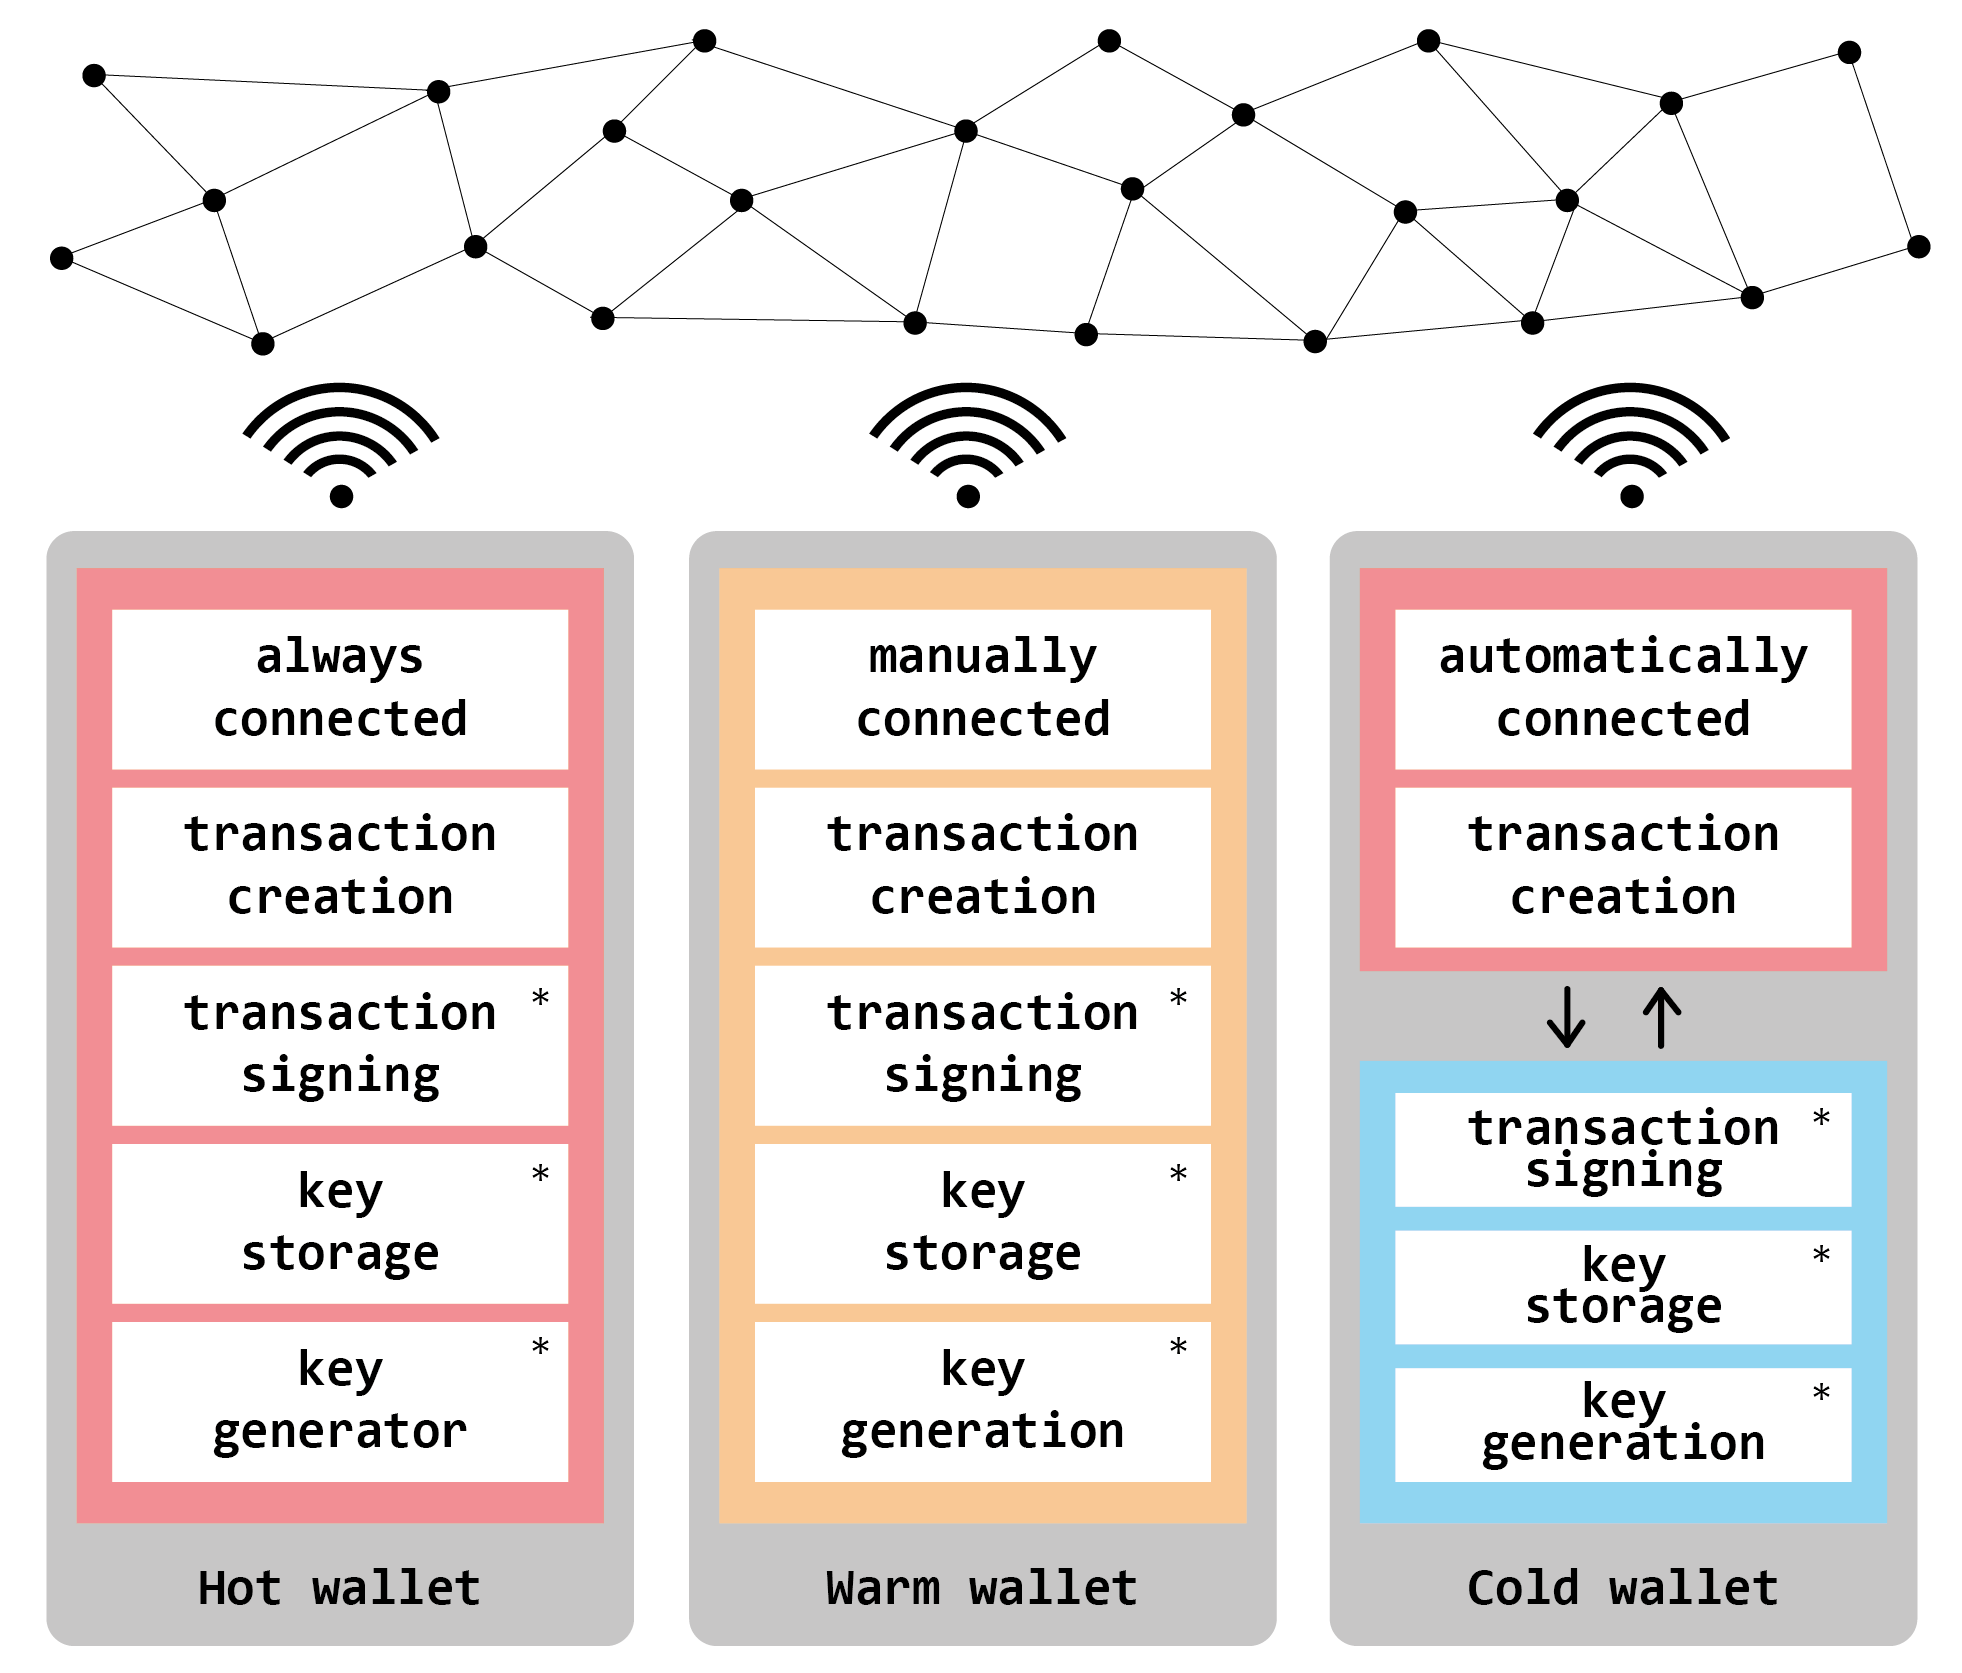 always
connected
transaction
creation
transaction *
signing
key *
storage
key *
generator
Hot wallet
manually
connected
transaction
creation
transaction *
signing
key *
storage
key *
generation
Warm wallet
automatically
connected
transaction
creation
transaction *
signing
key *
storage
key *
generation
Cold wallet